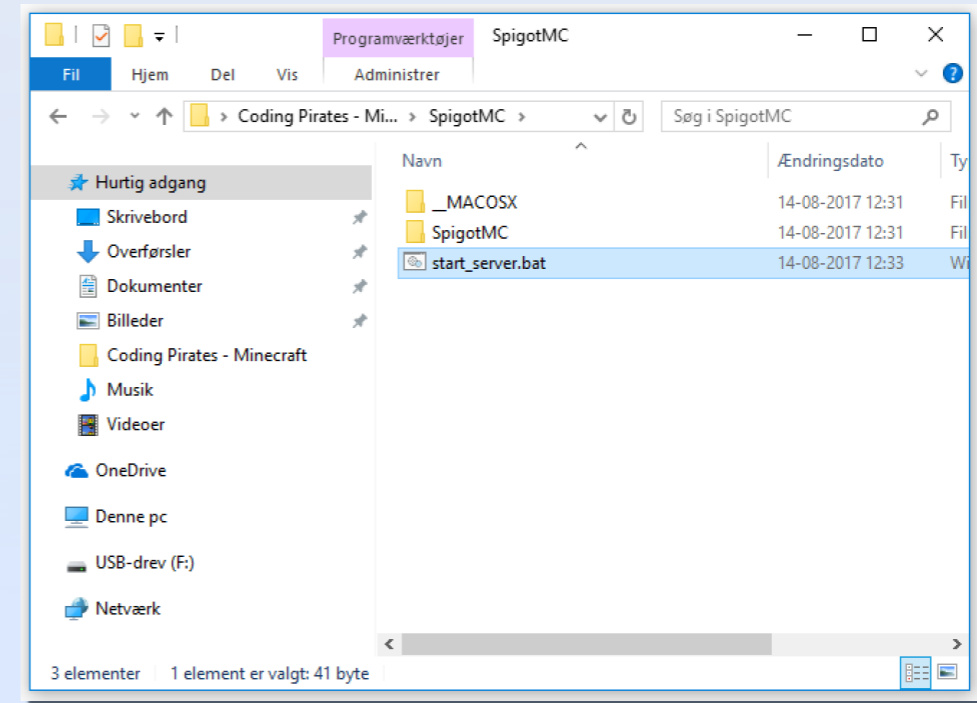 Programværktøjer SpigotMC
Fil Hjem Del Vis Administrer
Coding Pirates - Mi... SpigotMC Søg i SpigotMC
Navn Ændringsdato Ty
Hurtig adgang
__MACOSX 14-08-2017 12:31 Fil
Skrivebord
SpigotMC 14-08-2017 12:31 Fil
Overførsler
start_server.bat 14-08-2017 12:33 Wi
Dokumenter
Billeder
Coding Pirates - Minecraft
Musik
Videoer
OneDrive
Denne pc
USB-drev (F:)
Netværk
3 elementer 1 element er valgt: 41 byte